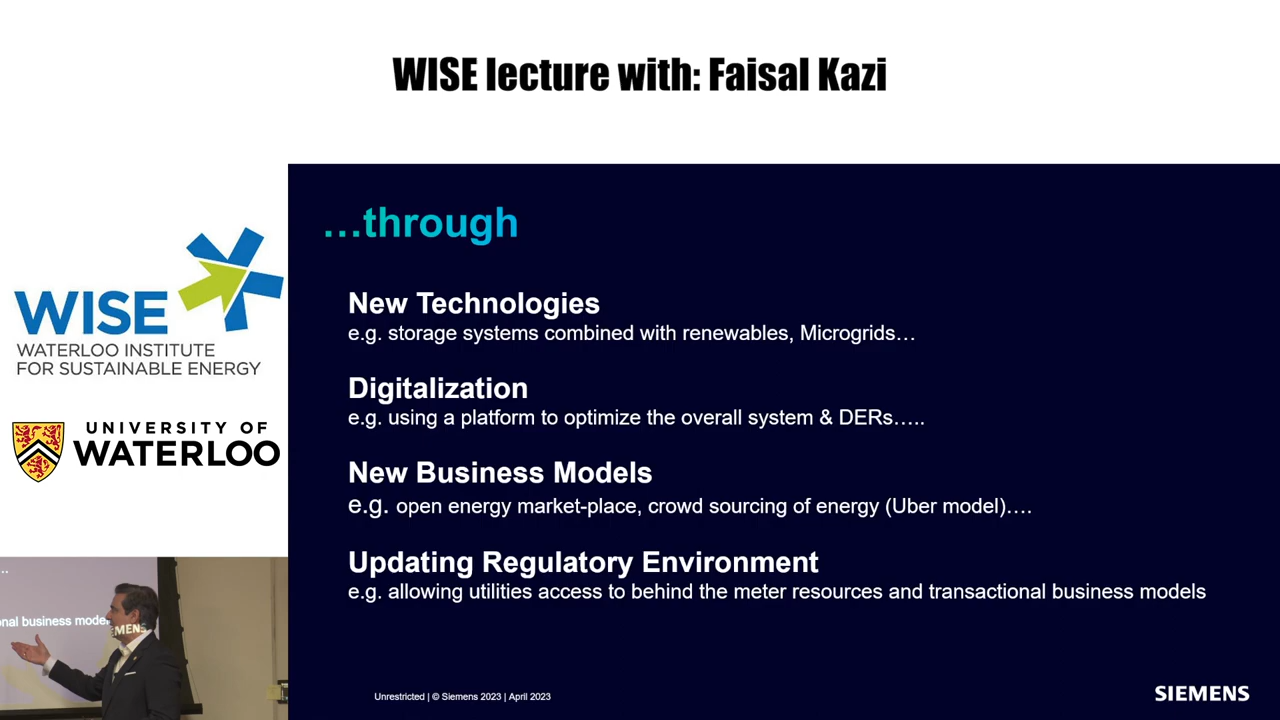 WISE lecture with: Faisal Kazi
WISE
WATERLOO INSTITUTE
FOR SUSTAINABLE ENERGY
UNIVERSITY OF
WATERLOO
…through
New Technologies
e.g. storage systems combined with renewables, Microgrids…
Digitalization
e.g. using a platform to optimize the overall system & DERs…..
New Business Models
e.g. open energy market-place, crowd sourcing of energy (Uber model)….
Updating Regulatory Environment
e.g. allowing utilities access to behind the meter resources and transactional business models
Unrestricted | © Siemens 2023 | April 2023
SIEMENS
..
business
EMENS